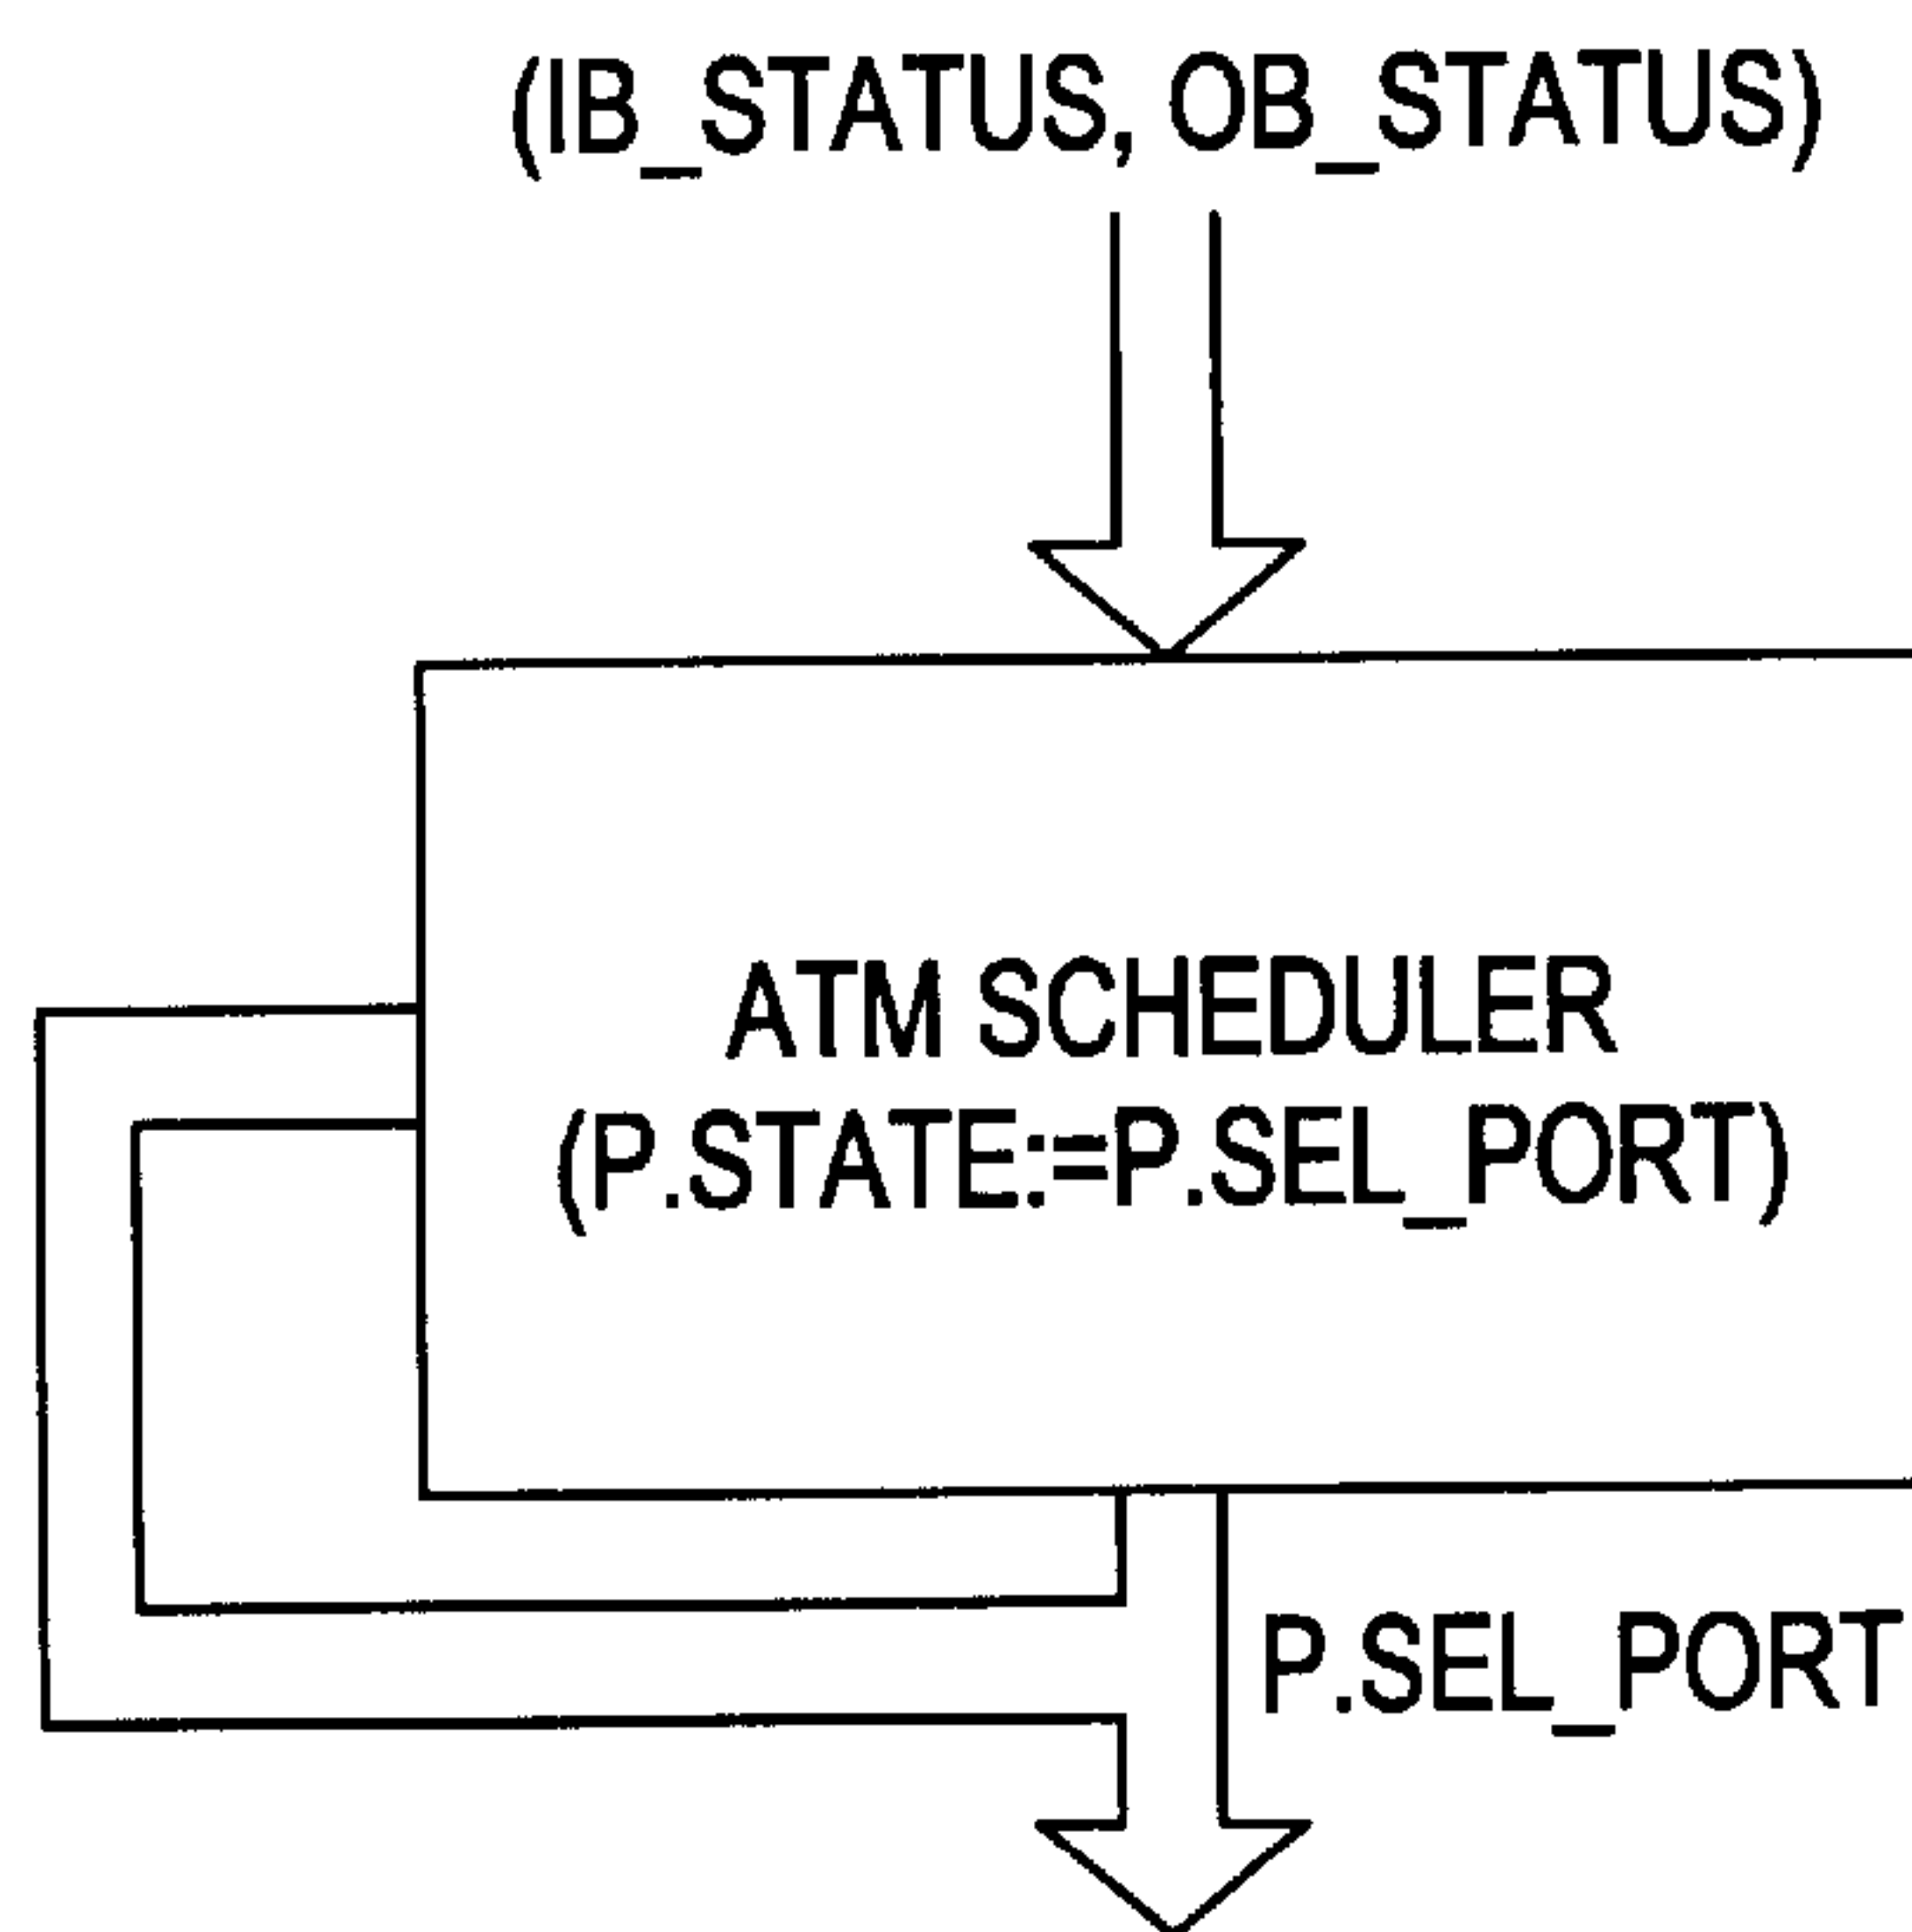 (IB_STATUS, OB_STATUS)
ATM SCHEDULER
(P.STATE:=P.SEL_PORT)
P.SEL_PORT